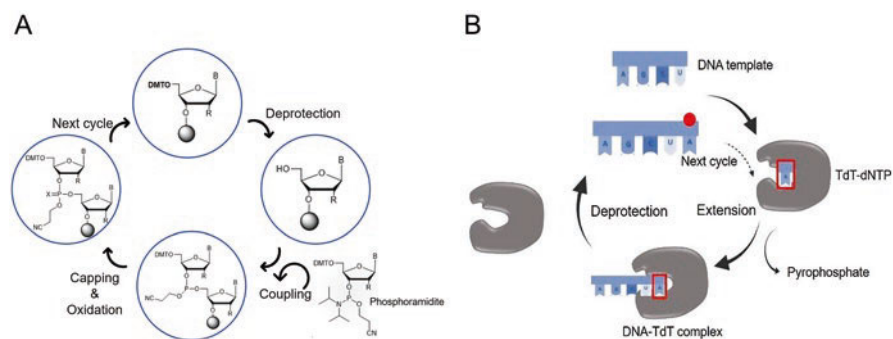 A
DMTO
O
B
O
R
Next cycle
Deprotection
DMTO
O
B
O
R
X=P-O
O
O
B
O
R
NC
HO
O
B
O
R
Capping
&
Oxidation
DMTO
O
B
O
R
P-O
NC
O
O
B
O
R
Coupling
DMTO
O
B
O
R
P
N
O
CN
Phosphoramidite
B
A G C U
DNA template
A G C U A
Next cycle
TdT-dNTP
Deprotection
Extension
Pyrophosphate
DNA-TdT complex